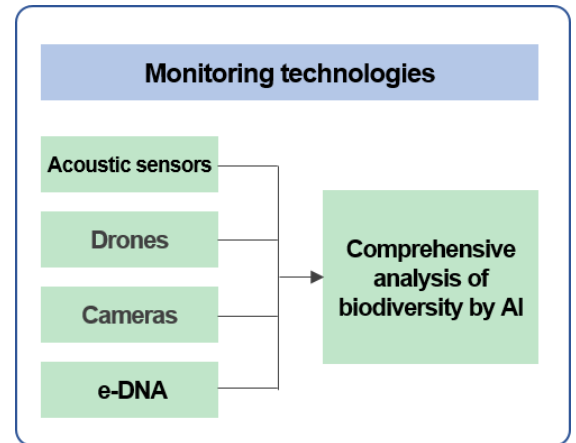 Monitoring technologies
Acoustic sensors
Drones
Cameras
e-DNA
Comprehensive
analysis of
biodiversity by AI